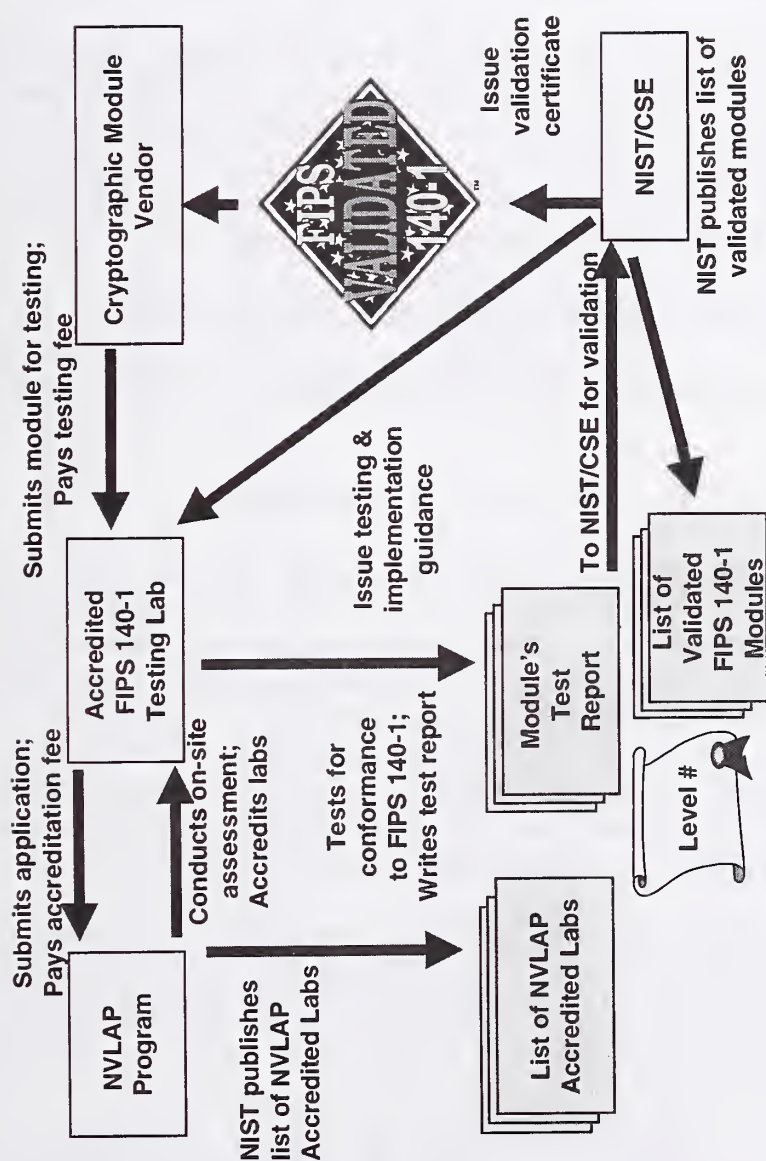 Submits application;
Pays accreditation fee
Submits module for testing;
Pays testing fee
NVLAP
Program
Accredited
FIPS 140-1
Testing Lab
Cryptographic Module
Vendor
Conducts on-site
assessment;
Accredits labs
NIST publishes
list of NVLAP
Accredited Labs
Tests for
conformance
to FIPS 140-1;
Writes test report
Issue testing &
implementation
guidance
FIPS
VALIDATED
140-1
TM
Issue
validation
certificate
List of NVLAP
Accredited Labs
Module's
Test
Report
To NIST/CSE for validation
NIST/CSE
Level #
List of
Validated
FIPS 140-1
Modules
NIST publishes list of
validated modules